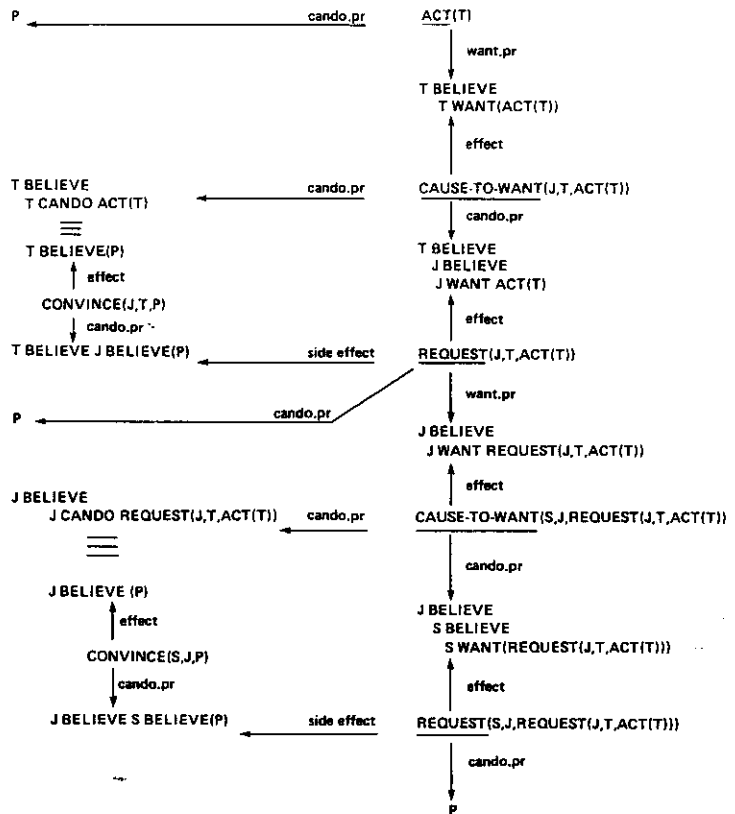 P cando.pr ACT(T)
want.pr
T BELIEVE
T WANT(ACT(T))
effect
T BELIEVE cando.pr CAUSE-TO-WANT(J,T,ACT(T))
T CANDO ACT(T) cando.pr
T BELIEVE
T BELIEVE(P) J BELIEVE
effect J WANT ACT(T)
CONVINCE(J,T,P) effect
cando.pr
T BELIEVE J BELIEVE(P) side effect REQUEST(J,T,ACT(T))
want.pr
P cando.pr
J BELIEVE
J WANT REQUEST(J,T,ACT(T))
effect
J BELIEVE
J CANDO REQUEST(J,T,ACT(T)) cando.pr CAUSE-TO-WANT(S,J,REQUEST(J,T,ACT(T))
cando.pr
J BELIEVE (P)
effect J BELIEVE
S BELIEVE
CONVINCE(S,J,P) S WANT(REQUEST(J,T,ACT(T)))
cando.pr effect
J BELIEVE S BELIEVE(P) side effect REQUEST(S,J,REQUEST(J,T,ACT(T)))
cando.pr
P